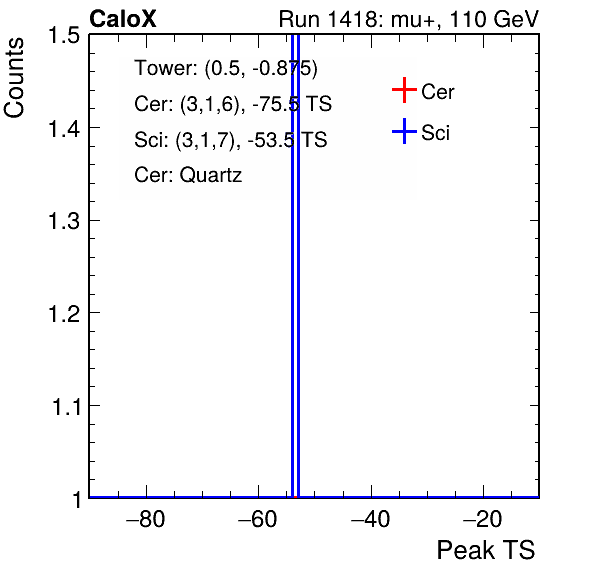 CaloX Run 1418: mu+, 110 GeV
Counts
1.5
1.4
1.3
1.2
1.1
1
Tower: (0.5, -0.875)
Cer: (3,1,6), -75.5 TS
Sci: (3,1,7), -53.5 TS
Cer: Quartz
Cer
Sci
−80 −60 −40 −20
Peak TS